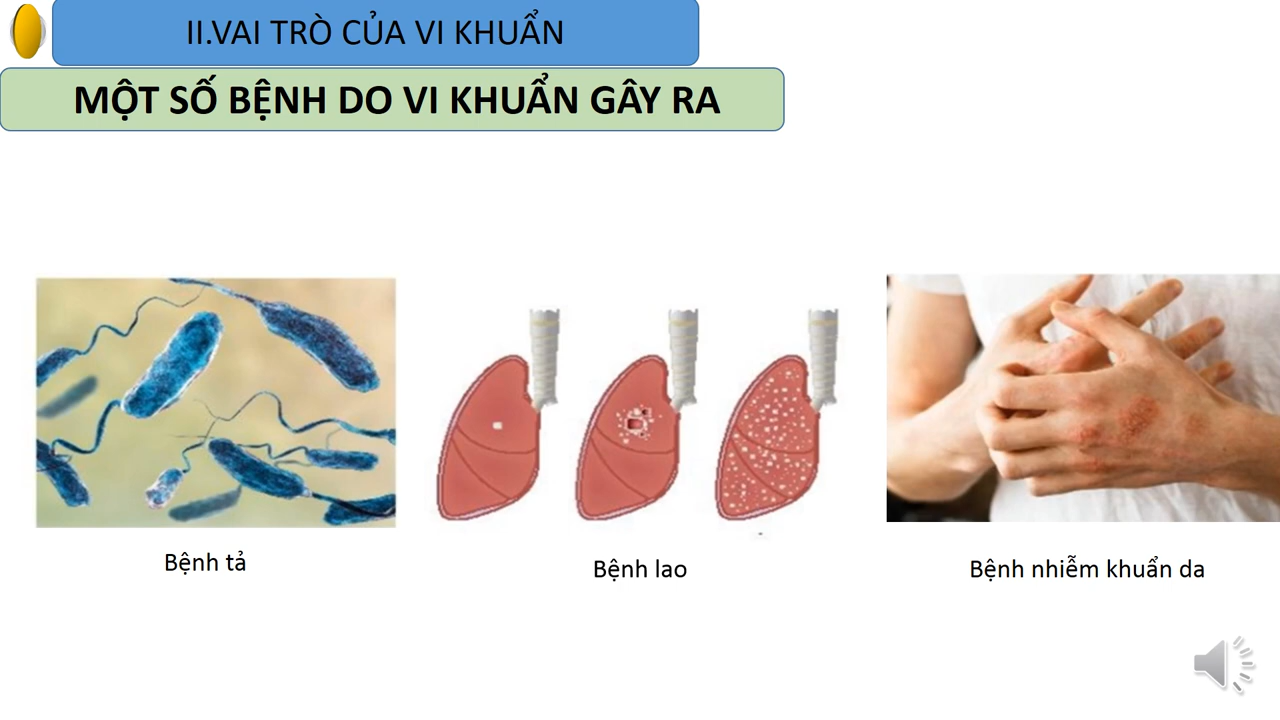 II.VAI TRÒ CỦA VI KHUẨN
MỘT SỐ BỆNH DO VI KHUẨN GÂY RA
Bệnh tả
Bệnh lao
Bệnh nhiễm khuẩn da